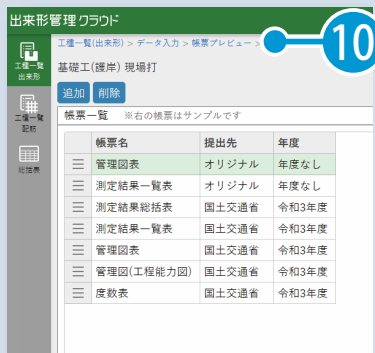 出来形管理クラウド
工種一覧(出来形) > データ入力 > 帳票プレビュー >
10
工種一覧
出来形
基礎工(護岸) 現場打
追加 削除
工種一覧
配筋
帳票一覧 ※右の帳票はサンプルです
総括表
帳票名 提出先 年度
管理図表 オリジナル 年度なし
測定結果一覧表 オリジナル 年度なし
測定結果総括表 国土交通省 令和3年度
測定結果一覧表 国土交通省 令和3年度
管理図表 国土交通省 令和3年度
管理図(工程能力図) 国土交通省 令和3年度
度数表 国土交通省 令和3年度